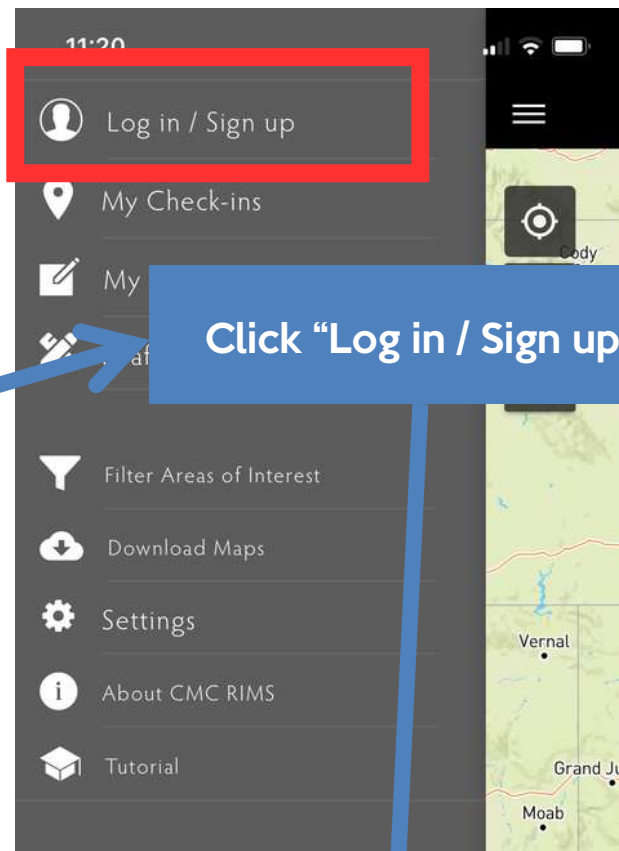 11:20
Log in / Sign up
My Check-ins
Cody
My
Click “Log in / Sign up
Filter Areas of Interest
Download Maps
Settings
Vernal
About CMC RIMS
Tutorial
Grand Ju
Moab